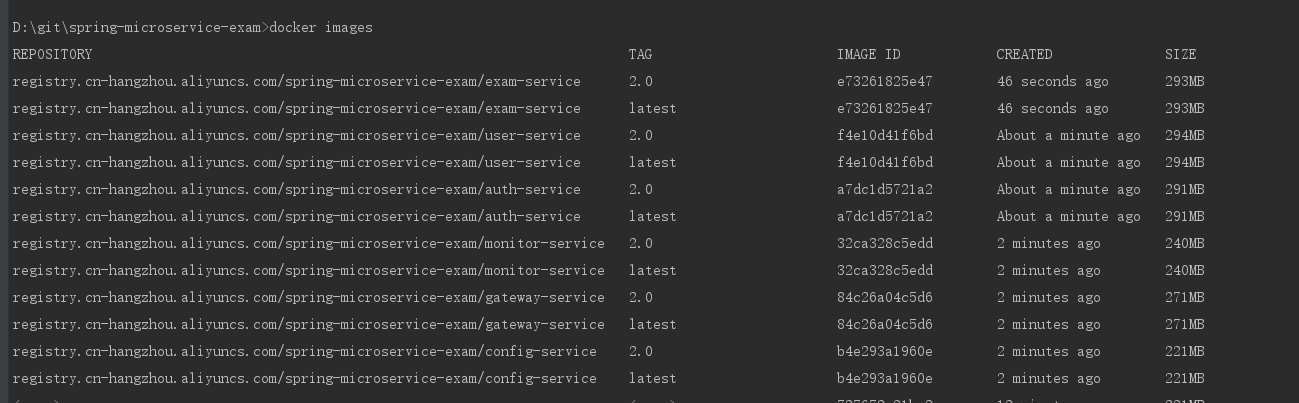 D:\git\spring-microservice-exam>docker images
REPOSITORY TAG IMAGE ID CREATED SIZE
registry.cn-hangzhou.aliyuncs.com/spring-microservice-exam/exam-service 2.0 e73261825e47 46 seconds ago 293MB
registry.cn-hangzhou.aliyuncs.com/spring-microservice-exam/exam-service latest e73261825e47 46 seconds ago 293MB
registry.cn-hangzhou.aliyuncs.com/spring-microservice-exam/user-service 2.0 f4e10d41f6bd About a minute ago 294MB
registry.cn-hangzhou.aliyuncs.com/spring-microservice-exam/user-service latest f4e10d41f6bd About a minute ago 294MB
registry.cn-hangzhou.aliyuncs.com/spring-microservice-exam/auth-service 2.0 a7dc1d5721a2 About a minute ago 291MB
registry.cn-hangzhou.aliyuncs.com/spring-microservice-exam/auth-service latest a7dc1d5721a2 About a minute ago 291MB
registry.cn-hangzhou.aliyuncs.com/spring-microservice-exam/monitor-service 2.0 32ca328c5edd 2 minutes ago 240MB
registry.cn-hangzhou.aliyuncs.com/spring-microservice-exam/monitor-service latest 32ca328c5edd 2 minutes ago 240MB
registry.cn-hangzhou.aliyuncs.com/spring-microservice-exam/gateway-service 2.0 84c26a04c5d6 2 minutes ago 271MB
registry.cn-hangzhou.aliyuncs.com/spring-microservice-exam/gateway-service latest 84c26a04c5d6 2 minutes ago 271MB
registry.cn-hangzhou.aliyuncs.com/spring-microservice-exam/config-service 2.0 b4e293a1960e 2 minutes ago 221MB
registry.cn-hangzhou.aliyuncs.com/spring-microservice-exam/config-service latest b4e293a1960e 2 minutes ago 221MB